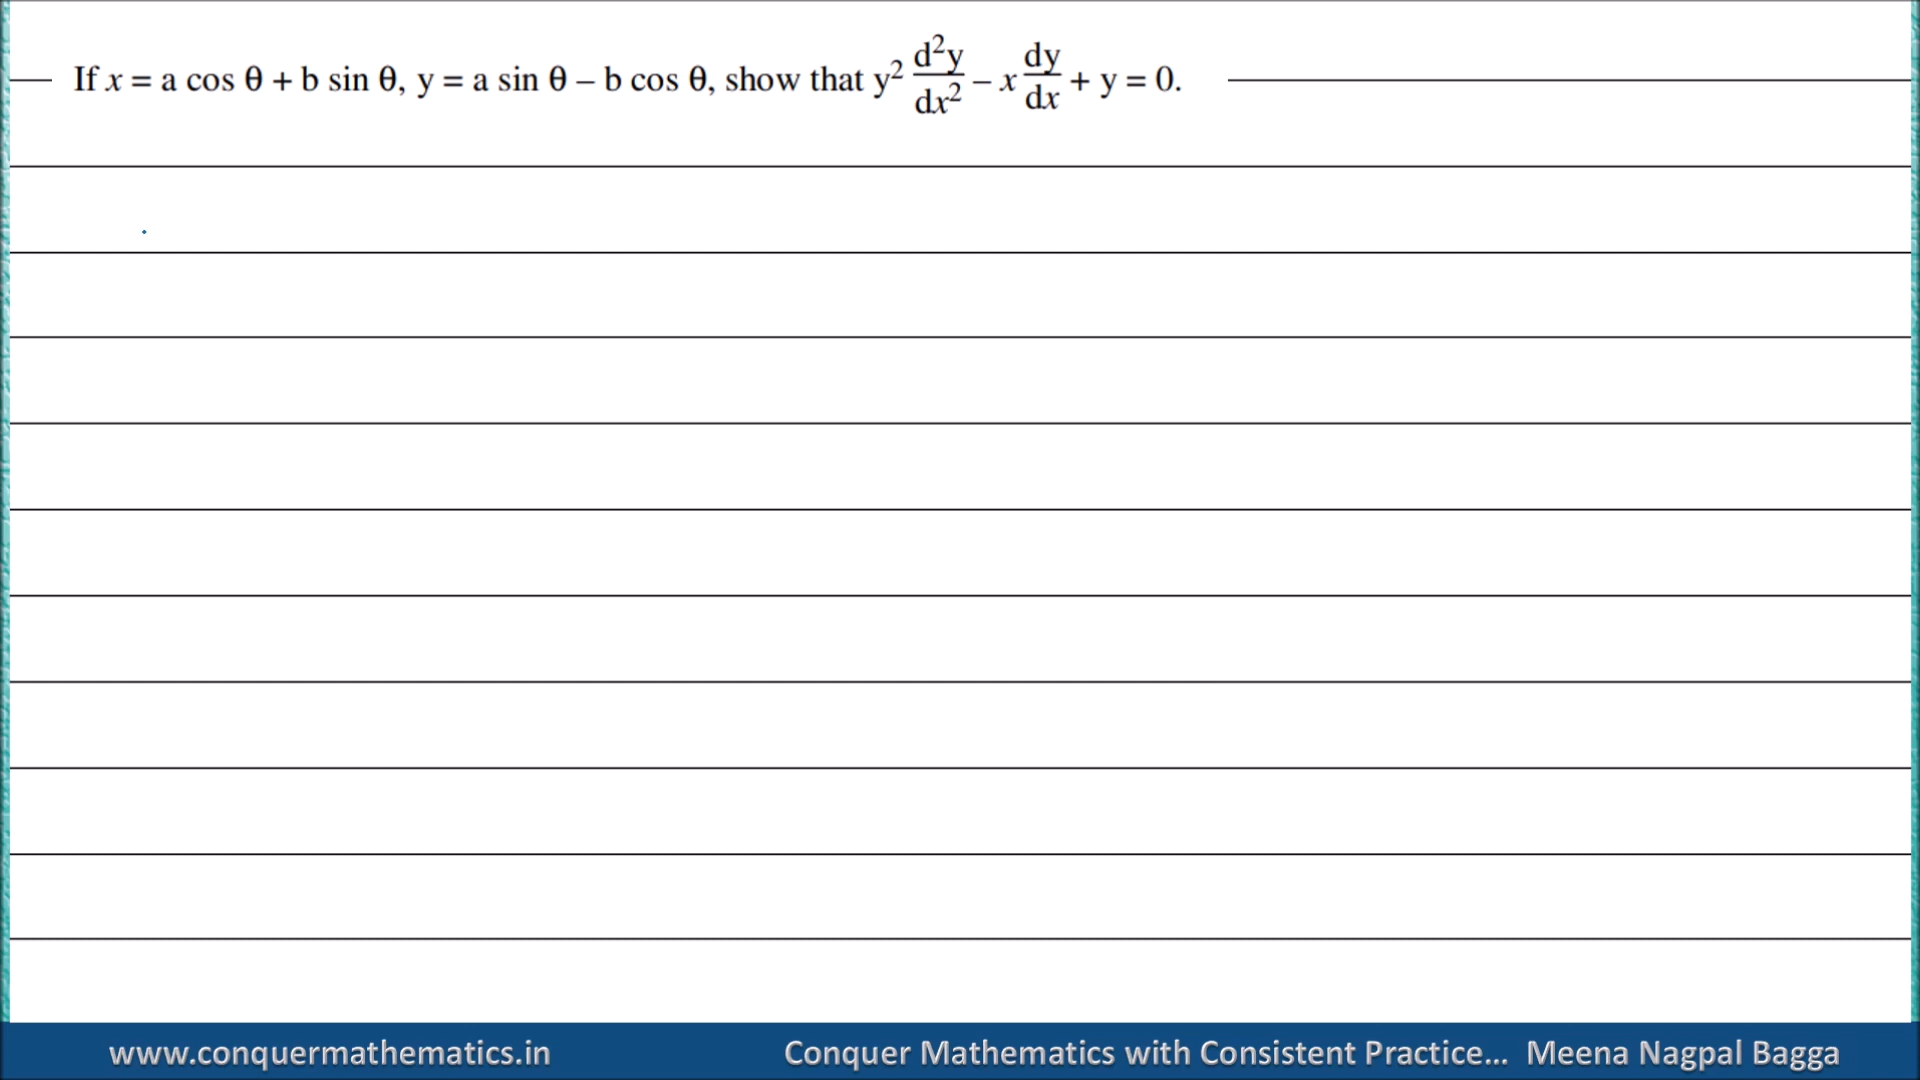 If x = a cos θ + b sin θ, y = a sin θ – b cos θ, show that y² d²y/dx² – x dy/dx + y = 0.
www.conquermathematics.in Conquer Mathematics with Consistent Practice... Meena Nagpal Bagga